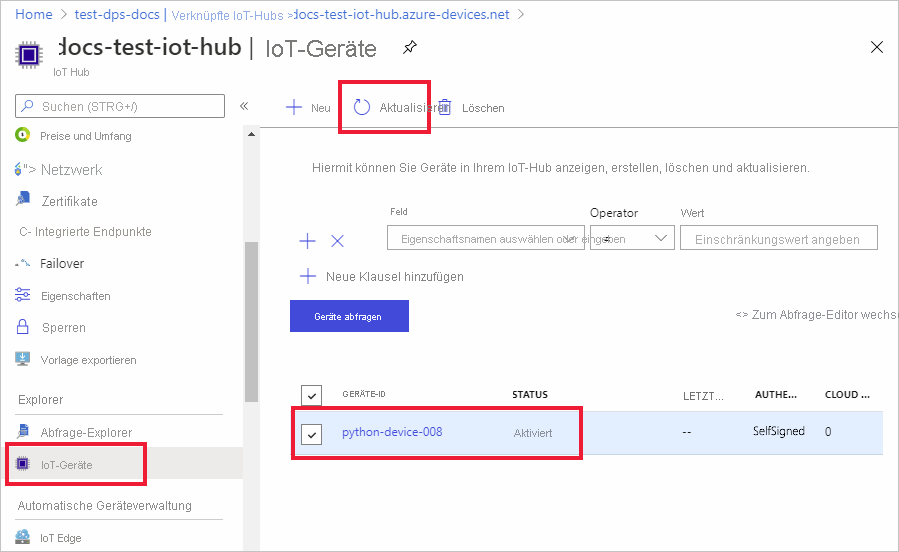 Home > test-dps-docs | Verknüpfte IoT-Hubs > docs-test-iot-hub.azure-devices.net >
docs-test-iot-hub | IoT-Geräte
IoT Hub
Suchen (STRG+/)
«
Neu
Aktualisieren
Löschen
Preise und Umfang
"> Netzwerk
Zertifikate
C- Integrierte Endpunkte
Failover
Eigenschaften
Sperren
Vorlage exportieren
Explorer
Abfrage-Explorer
IoT-Geräte
Automatische Geräteverwaltung
IoT Edge
Hiermit können Sie Geräte in Ihrem IoT-Hub anzeigen, erstellen, löschen und aktualisieren.
Feld Operator Wert
Eigenschaftsnamen auswählen oder eingeben ≠ Einschränkungswert angeben
Neue Klausel hinzufügen
Geräte abfragen
<> Zum Abfrage-Editor wechs
GERÄTE-ID STATUS LETZT... AUTHE... CLOUD ...
python-device-008 Aktiviert -- SelfSigned 0